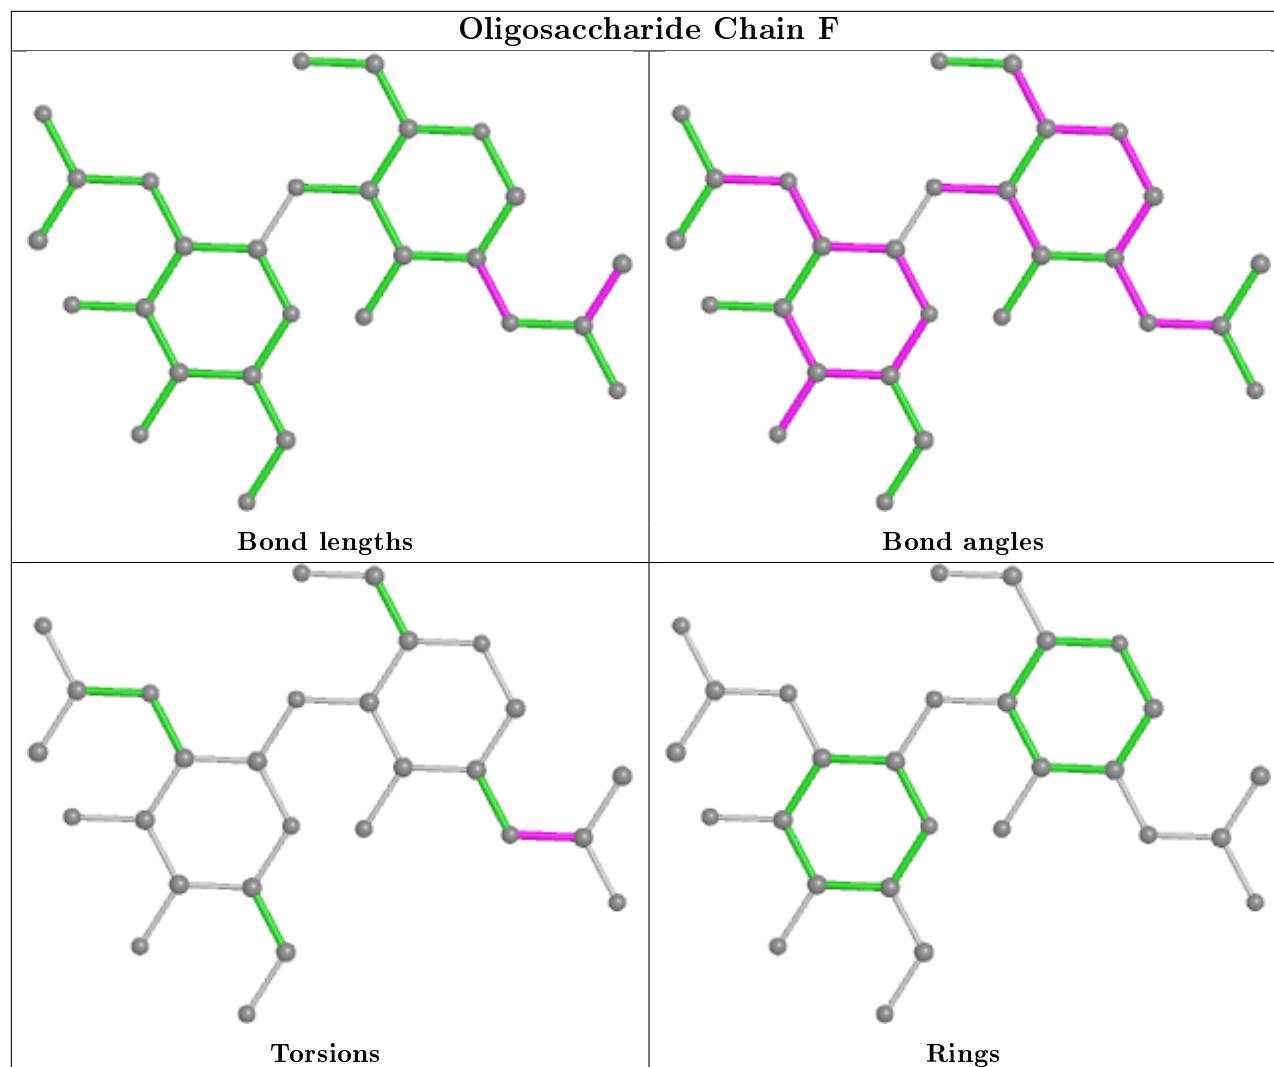 Oligosaccharide Chain F
Bond lengths
Bond angles
Torsions
Rings